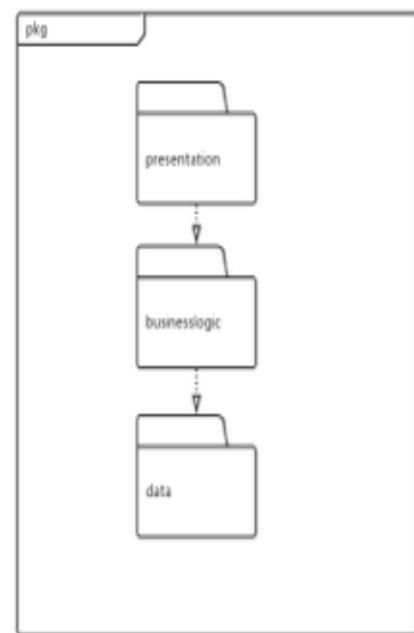 pkg
presentation
businesslogic
data